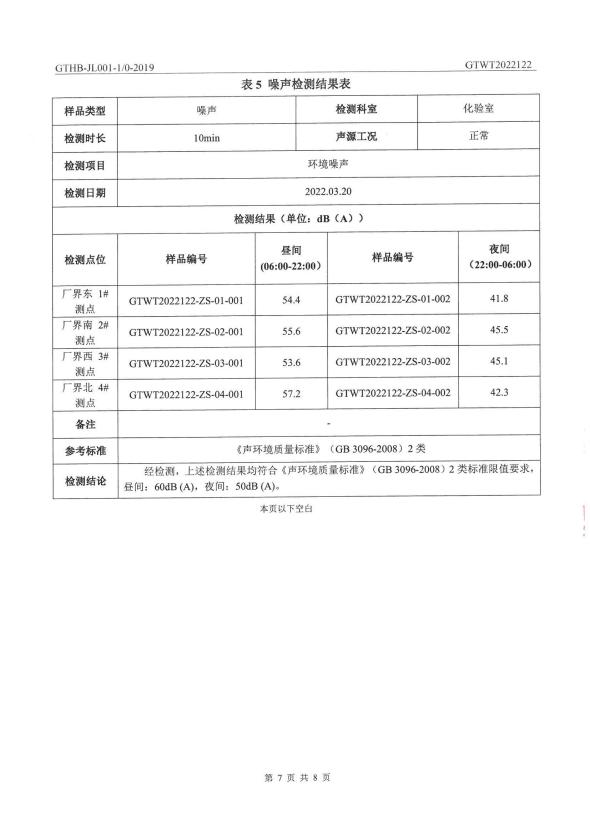 GTHB-JL001-1/0-2019 GTWT2022122
表 5 噪声检测结果表
样品类型 噪声 检测科室 化验室
检测时长 10min 声源工况 正常
检测项目 环境噪声
检测日期 2022.03.20
检测结果（单位：dB（A））
检测点位 样品编号 昼间 (06:00-22:00） 样品编号 夜间 （22:00-06:00）
厂界东 1# 测点 GTWT2022122-ZS-01-001 54.4 GTWT2022122-ZS-01-002 41.8
厂界南 2# 测点 GTWT2022122-ZS-02-001 55.6 GTWT2022122-ZS-02-002 45.5
厂界西 3# 测点 GTWT2022122-ZS-03-001 53.6 GTWT2022122-ZS-03-002 45.1
厂界北 4# 测点 GTWT2022122-ZS-04-001 57.2 GTWT2022122-ZS-04-002 42.3
备注 -
参考标准 《声环境质量标准》（GB 3096-2008）2 类
检测结论 经检测，上述检测结果均符合《声环境质量标准》（GB 3096-2008）2 类标准限值要求，
昼间：60dB (A)，夜间：50dB (A)。
本页以下空白
第 7 页 共 8 页